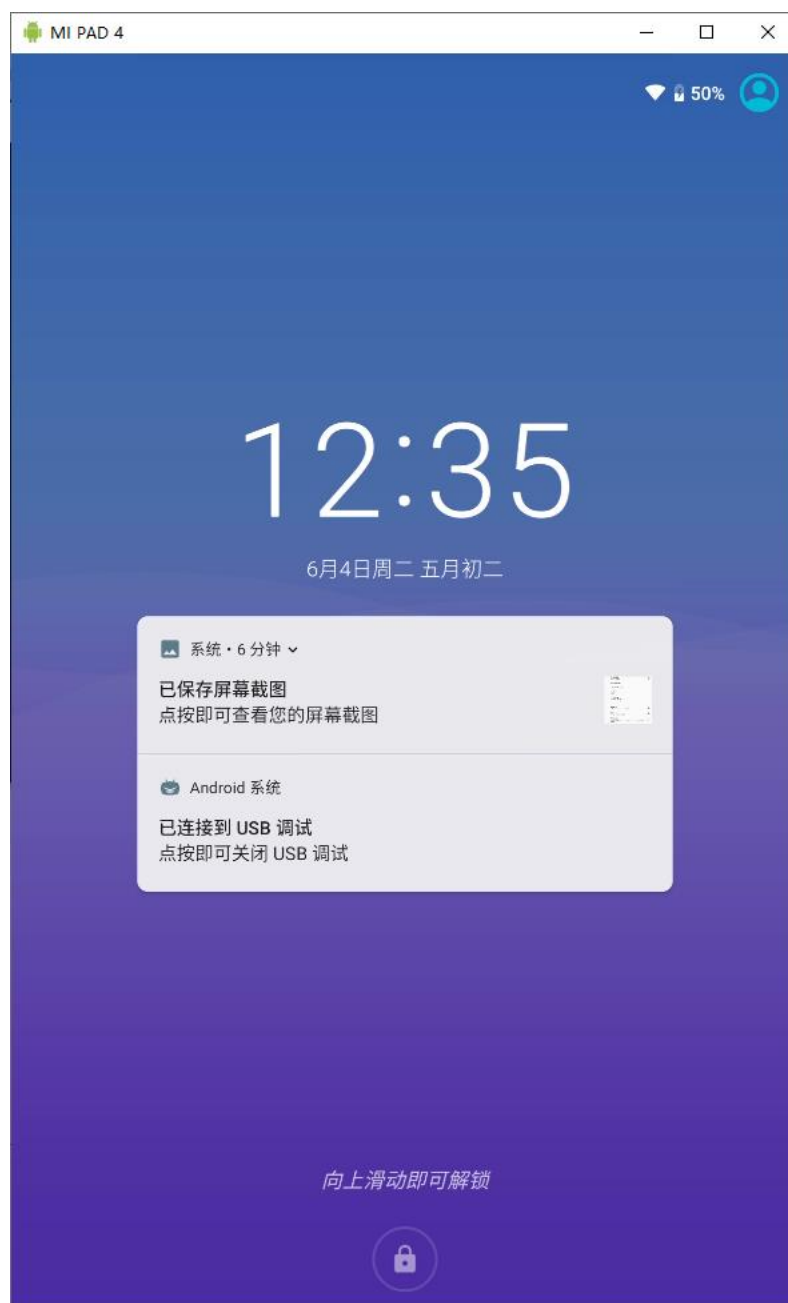 MI PAD 4
50%
12:35
6月4日周二 五月初二
系统 • 6 分钟
已保存屏幕截图
点按即可查看您的屏幕截图
Android 系统
已连接到 USB 调试
点按即可关闭 USB 调试
向上滑动即可解锁